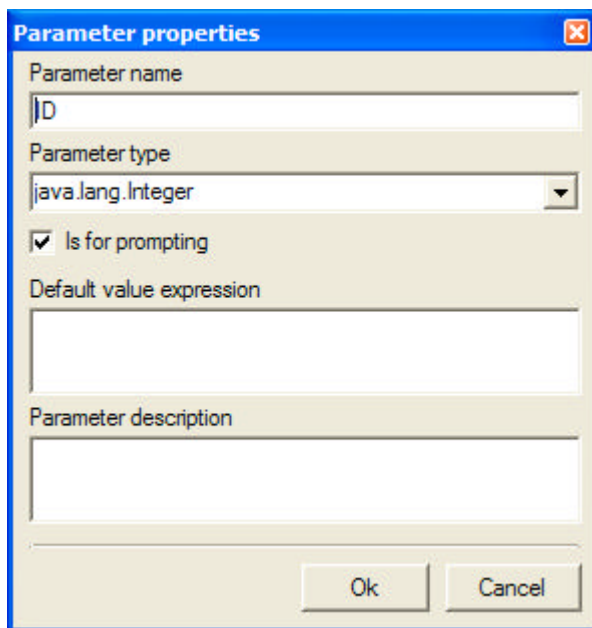 Parameter properties
Parameter name
ID
Parameter type
java.lang.Integer
Is for prompting
Default value expression
Parameter description
Ok
Cancel